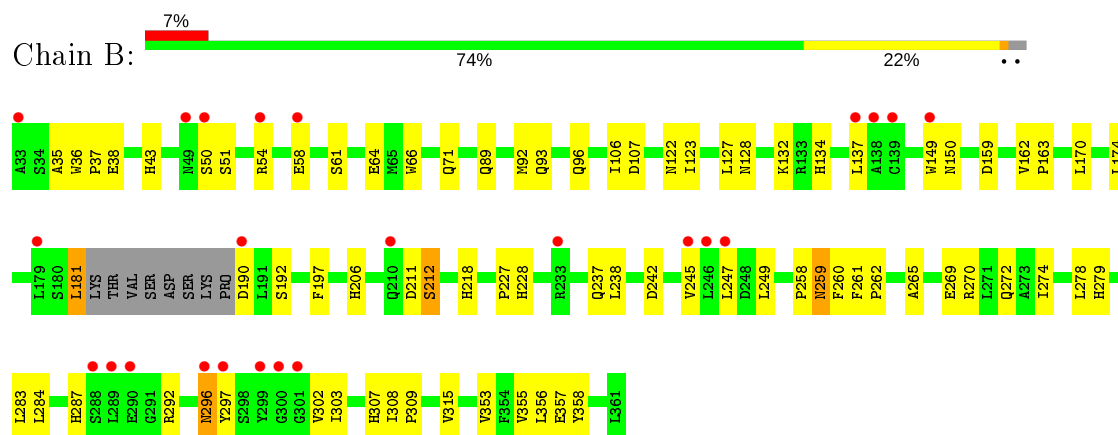 7%
Chain B:
74% 22% • •
A33 S34 A35 W36 P37 E38 H43 N49 S50 S51 R54 E58 S61 E64 M65 W66 Q71 Q89 M92 Q93 Q96 I106 D107 N122 I123 L127 N128 K132 R133 H134 L137 A138 C139 W149 N150 D159 V162 P163 L170 L174
L179 S180 L181 LYS THR VAL SER ASP SER LYS PRO D190 L191 S192 F197 H206 Q210 D211 S212 H218 P227 H228 R233 Q237 L238 D242 V245 L246 L247 D248 L249 P258 N259 F260 F261 P262 A265 E269 R270 L271 Q272 A273 I274 L278 H279
L283 L284 H287 S288 L289 E290 G291 R292 N296 Y297 S298 Y299 G300 G301 V302 I303 H307 I308 P309 V315 V353 F354 V355 L356 E357 Y358 L361